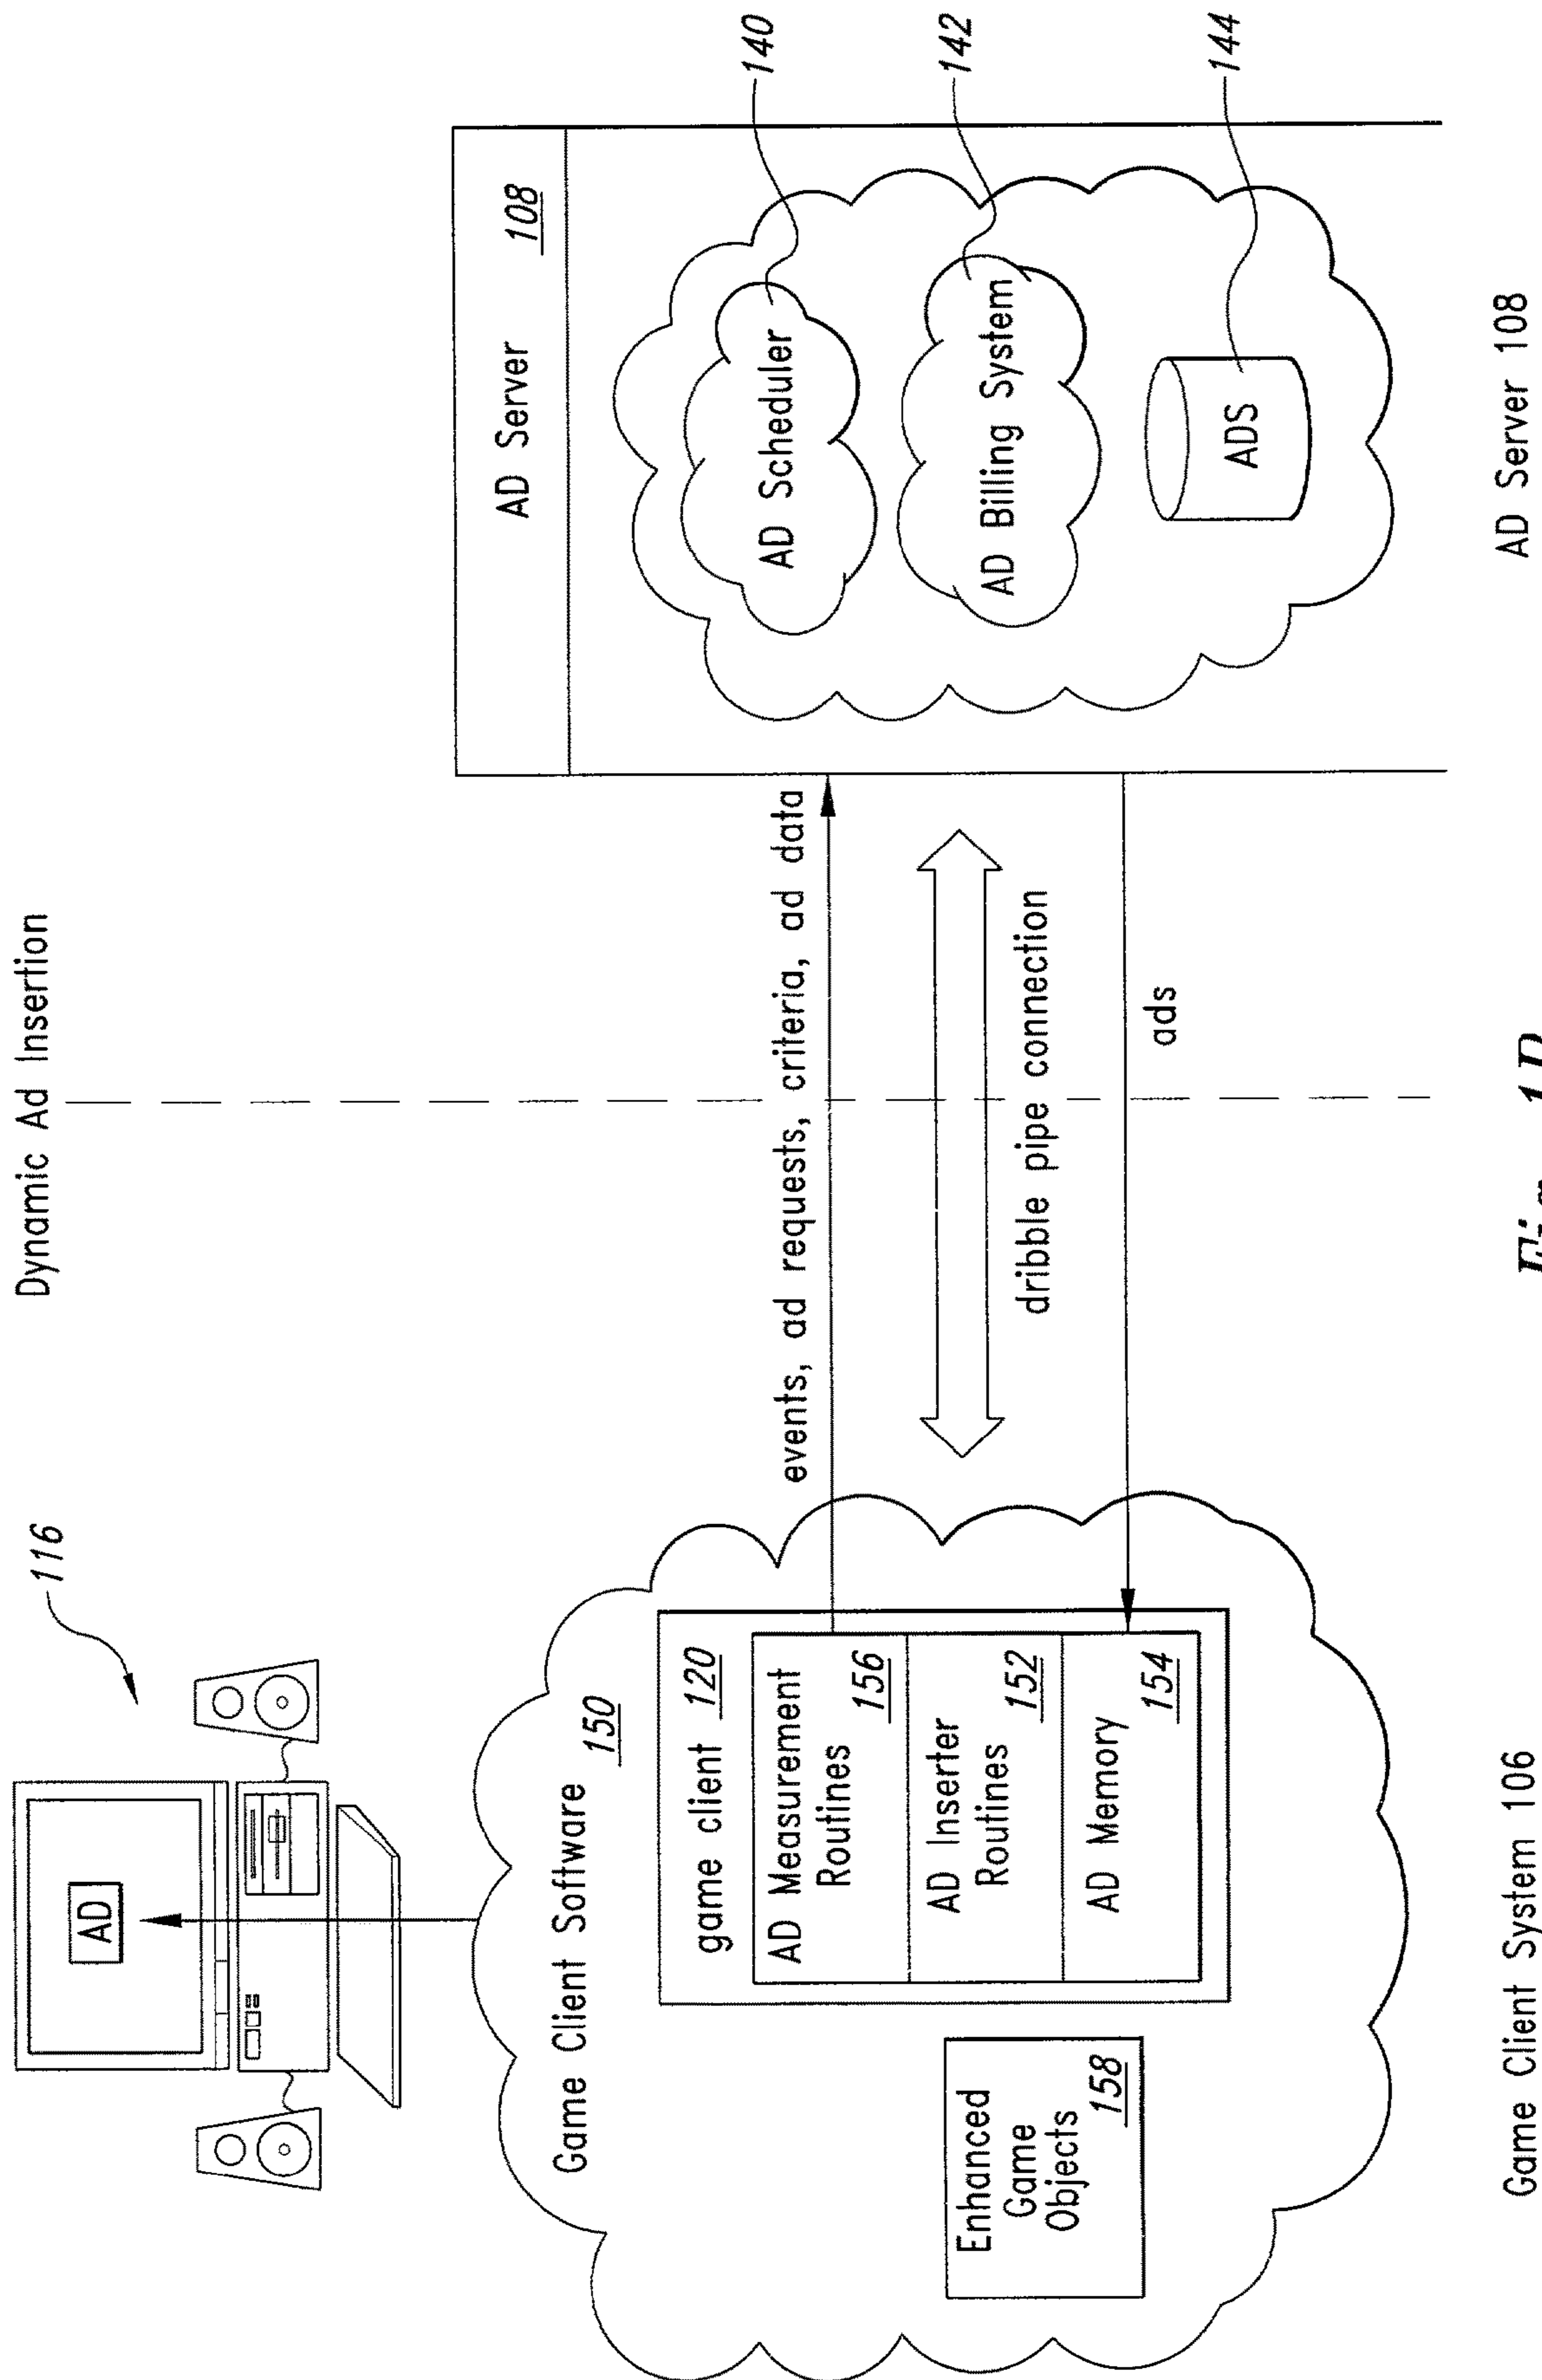 Dynamic Ad Insertion
116
AD
Game Client Software
150
game client 120
AD Measurement
Routines
156
AD Inserter
Routines
152
AD Memory
154
Enhanced
Game
Objects
158
Game Client System 106
events, ad requests, criteria, ad data
dribble pipe connection
ads
AD Server
108
AD Scheduler
140
AD Billing System
142
ADS
144
AD Server 108